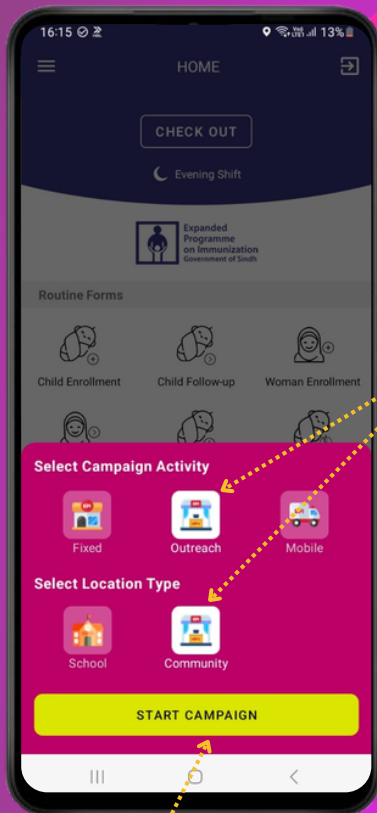 16:15 13%
HOME
CHECK OUT
Evening Shift
Expanded
Programme
on Immunization
Government of Sindh
Routine Forms
Child Enrollment Child Follow-up Woman Enrollment
Select Campaign Activity
Fixed Outreach Mobile
Select Location Type
School Community
START CAMPAIGN